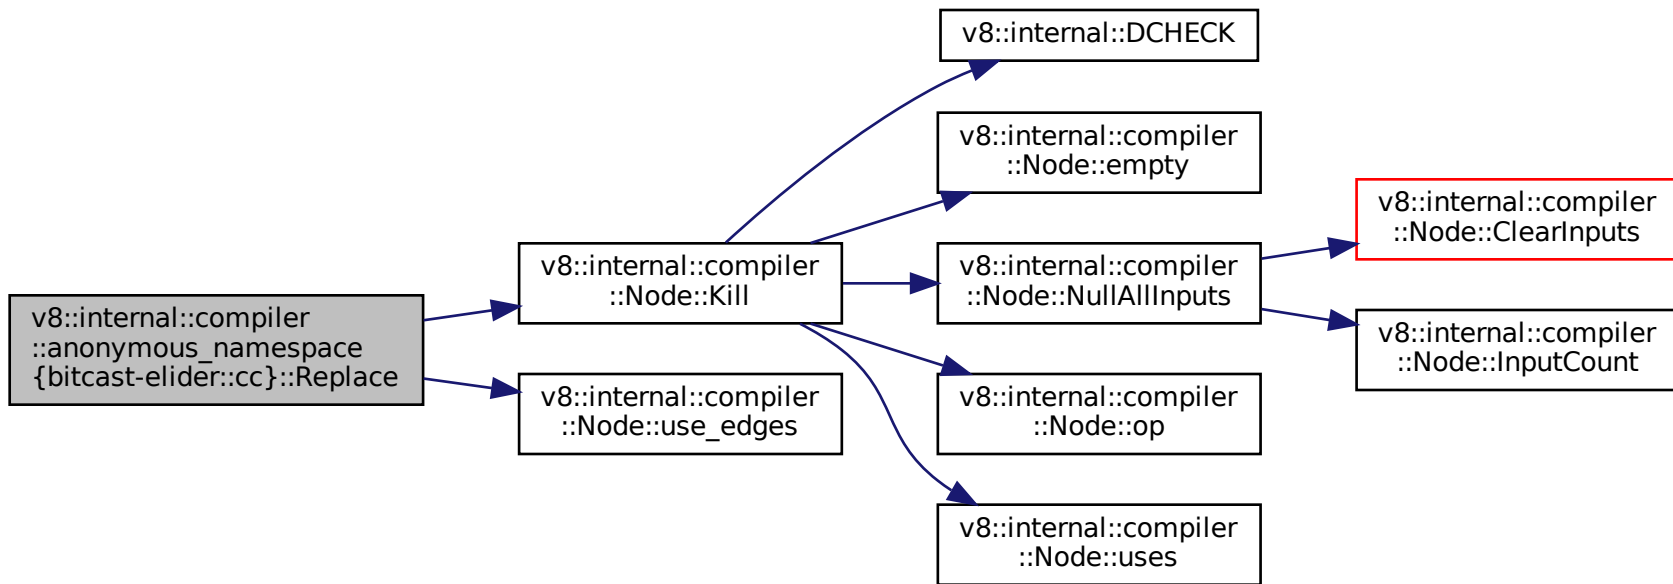 v8::internal::compiler
::anonymous_namespace
{bitcast-elider::cc}::Replace
v8::internal::compiler
::Node::Kill
v8::internal::compiler
::Node::use_edges
v8::internal::DCHECK
v8::internal::compiler
::Node::empty
v8::internal::compiler
::Node::NullAllInputs
v8::internal::compiler
::Node::op
v8::internal::compiler
::Node::uses
v8::internal::compiler
::Node::ClearInputs
v8::internal::compiler
::Node::InputCount